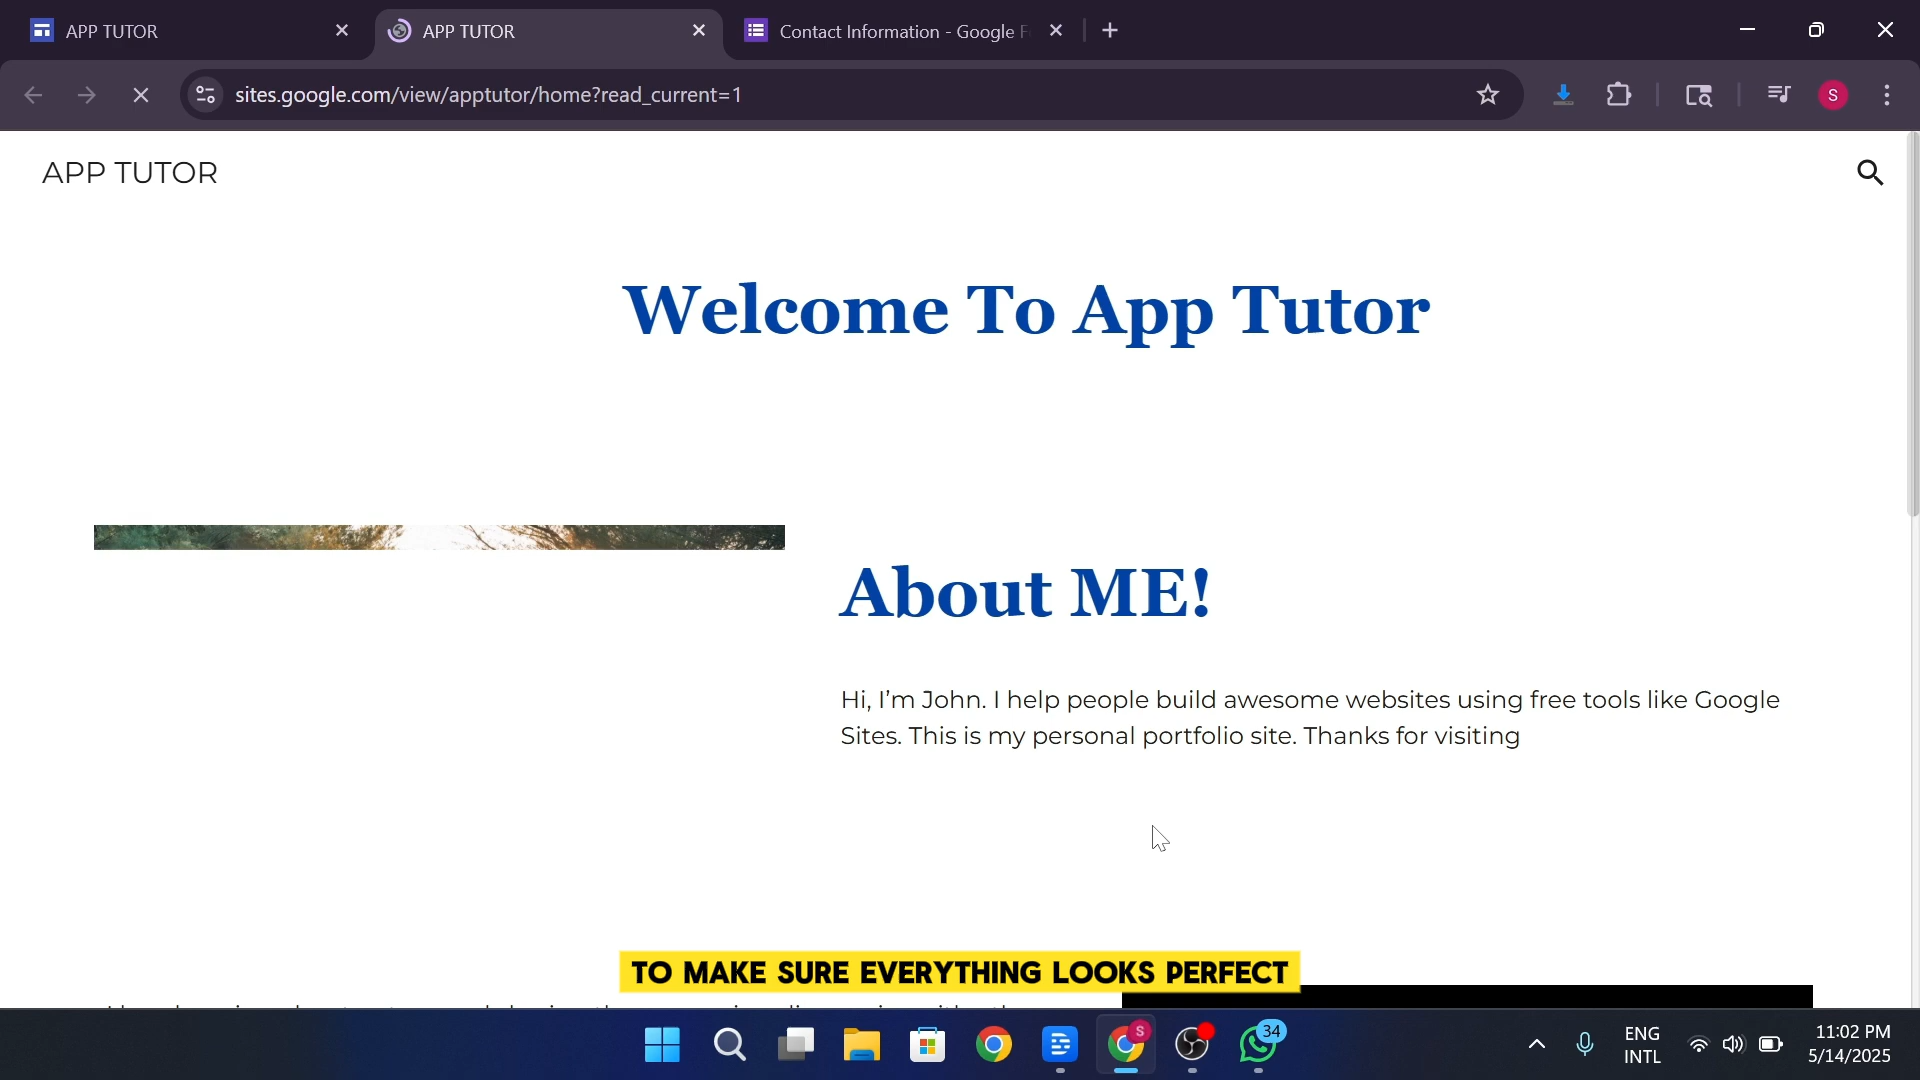 APP TUTOR
APP TUTOR
Contact Information - Google F
sites.google.com/view/apptutor/home?read_current=1
S
APP TUTOR
Welcome To App Tutor
About ME!
Hi, I'm John. I help people build awesome websites using free tools like Google
Sites. This is my personal portfolio site. Thanks for visiting
TO MAKE SURE EVERYTHING LOOKS PERFECT
S
34
ENG
INTL
11:02 PM
5/14/2025